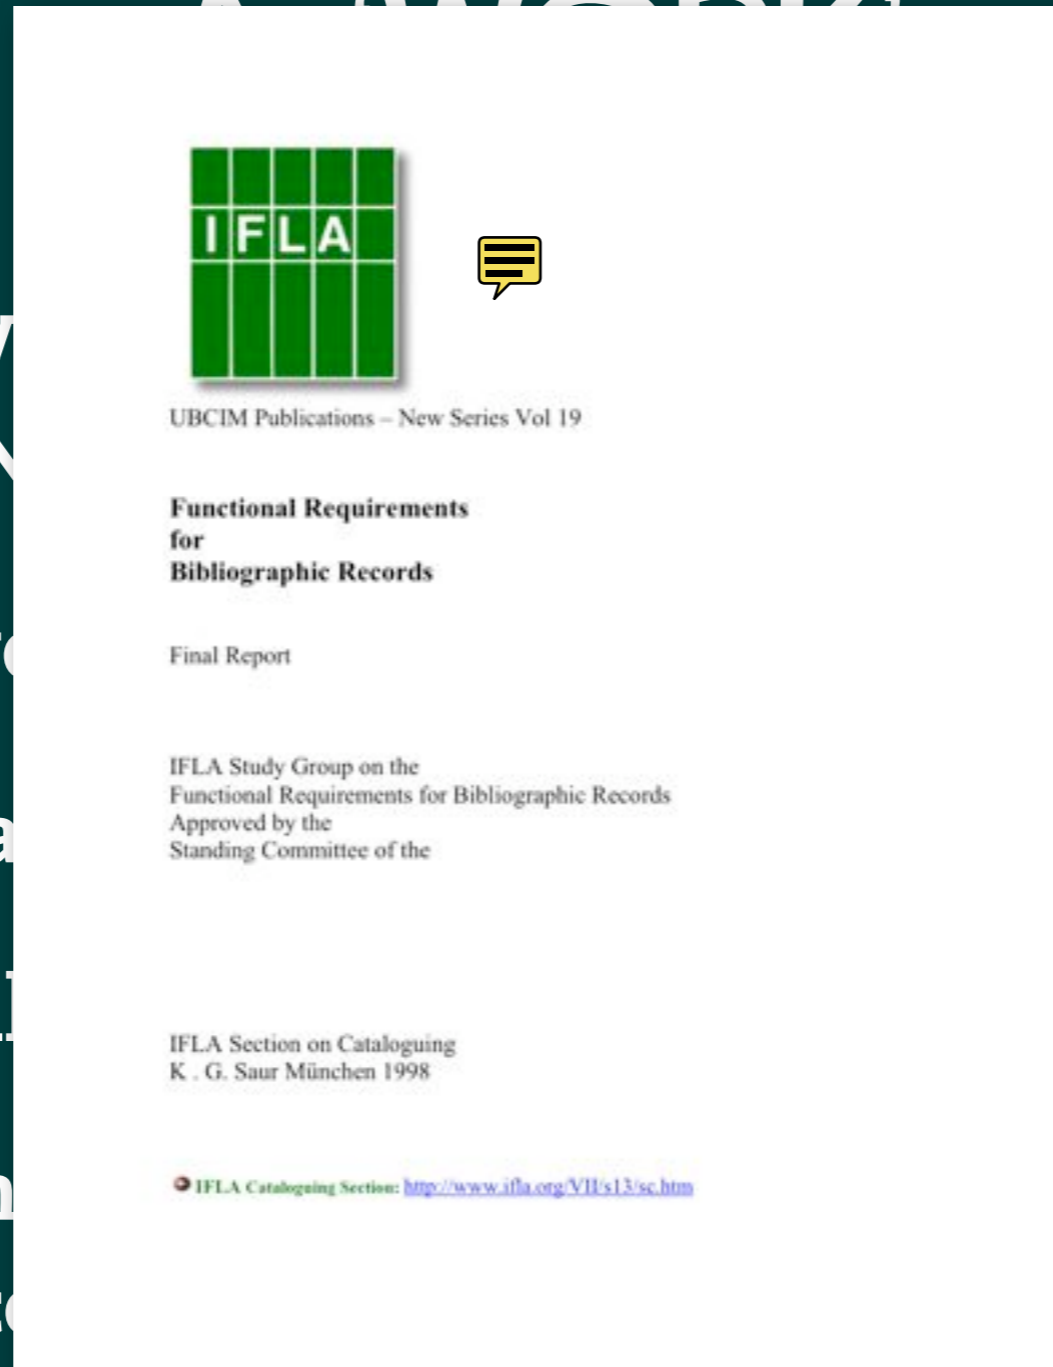 IFLA
UBCIM Publications – New Series Vol 19
Functional Requirements
for
Bibliographic Records
Final Report
IFLA Study Group on the
Functional Requirements for Bibliographic Records
Approved by the
Standing Committee of the
IFLA Section on Cataloguing
K . G. Saur München 1998
IFLA Cataloguing Section: http://www.ifla.org/VII/s13/sc.htm